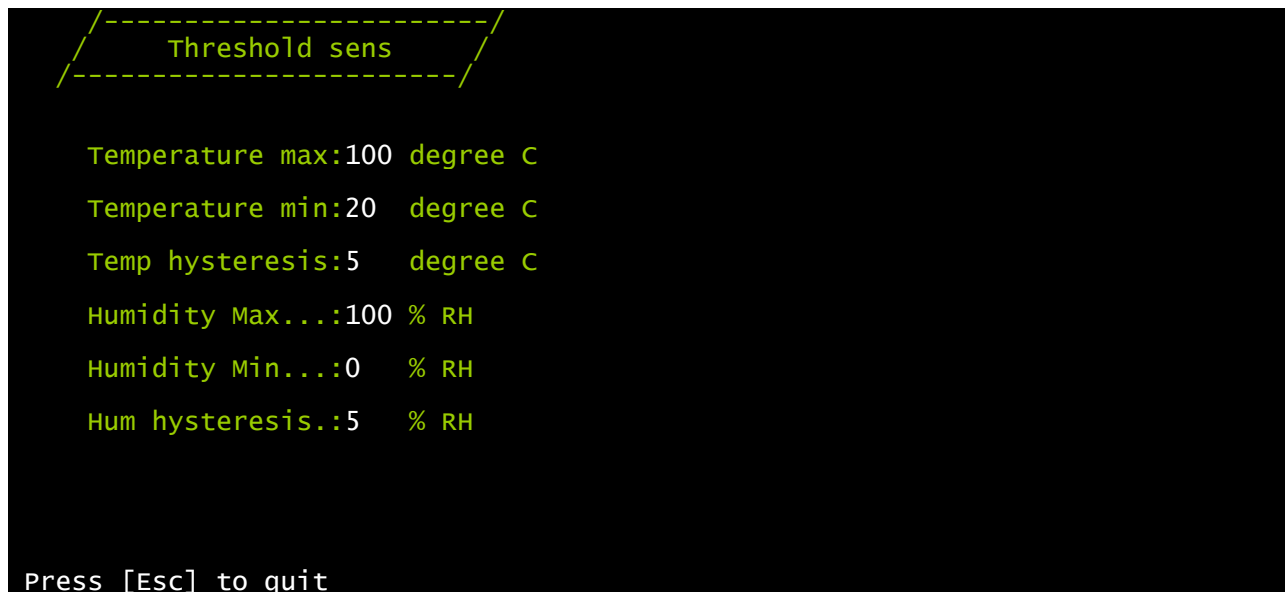 /------------------------/
/ Threshold sens /
/------------------------/
Temperature max:100 degree C
Temperature min:20 degree C
Temp hysteresis:5 degree C
Humidity Max...:100 % RH
Humidity Min...:0 % RH
Hum hysteresis.:5 % RH
Press [Esc] to quit